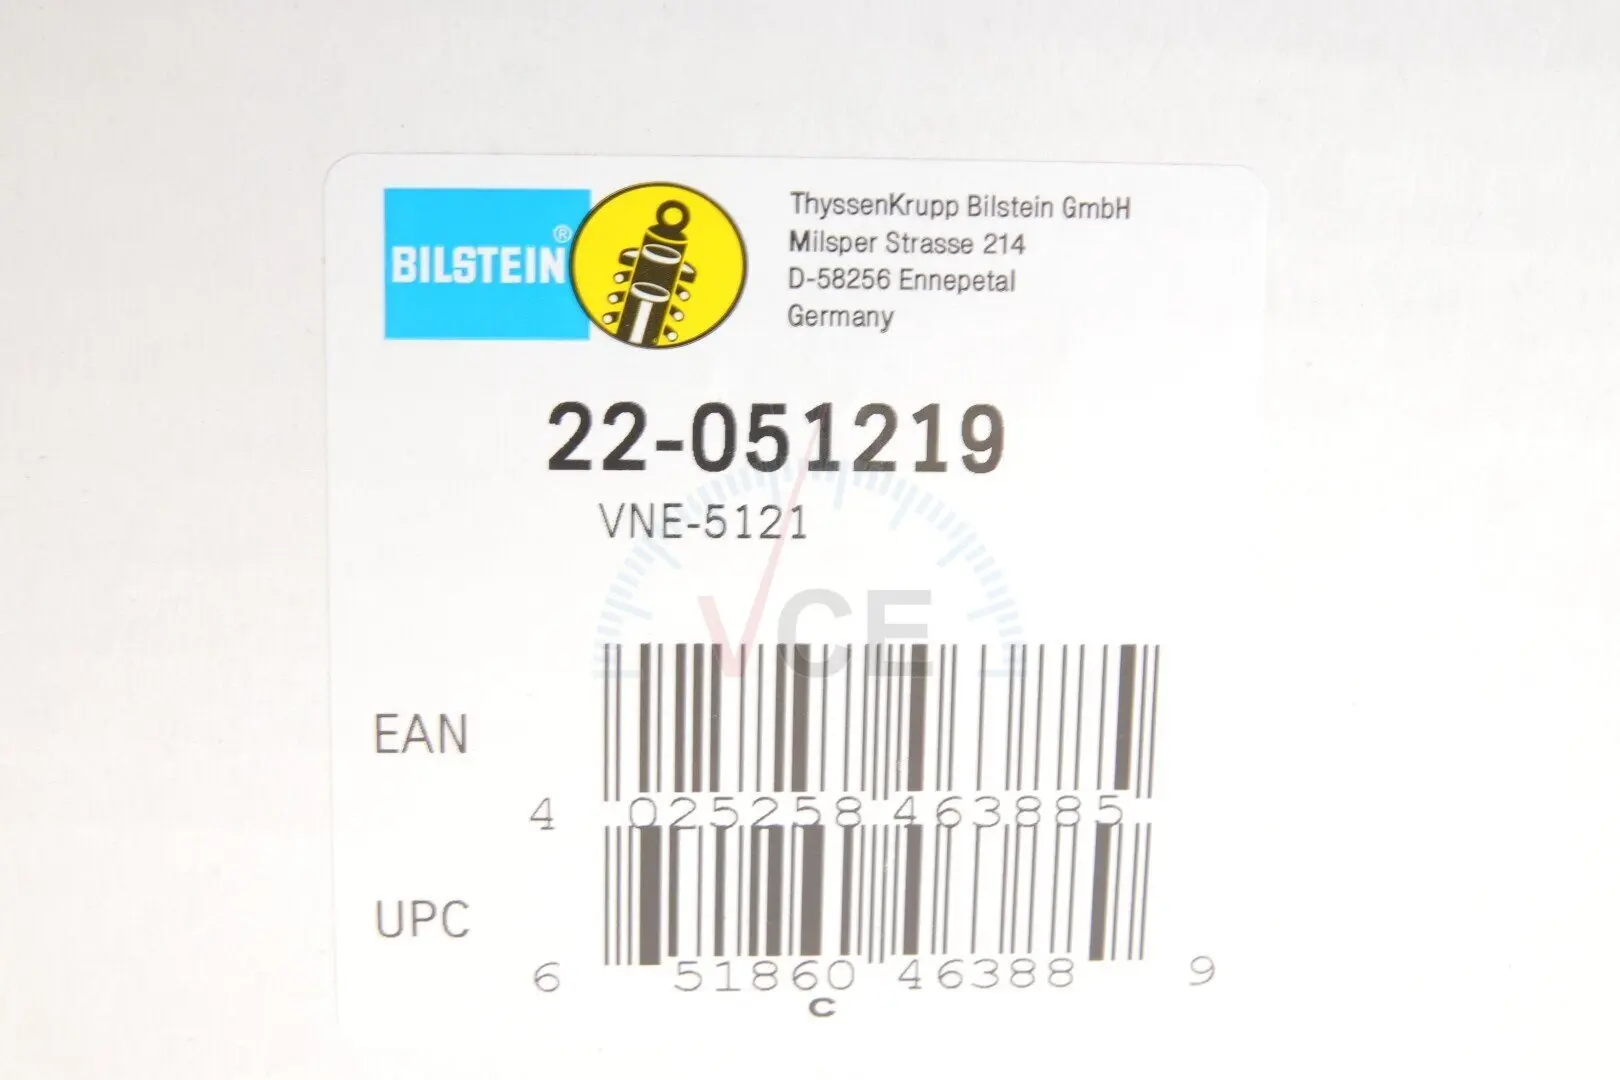 BILSTEIN®
ThyssenKrupp Bilstein GmbH
Milsper Strasse 214
D-58256 Ennepetal
Germany
22-051219
VNE-5121
VCE
EAN
4 025258 463885
UPC
6 51860 46388 9
C